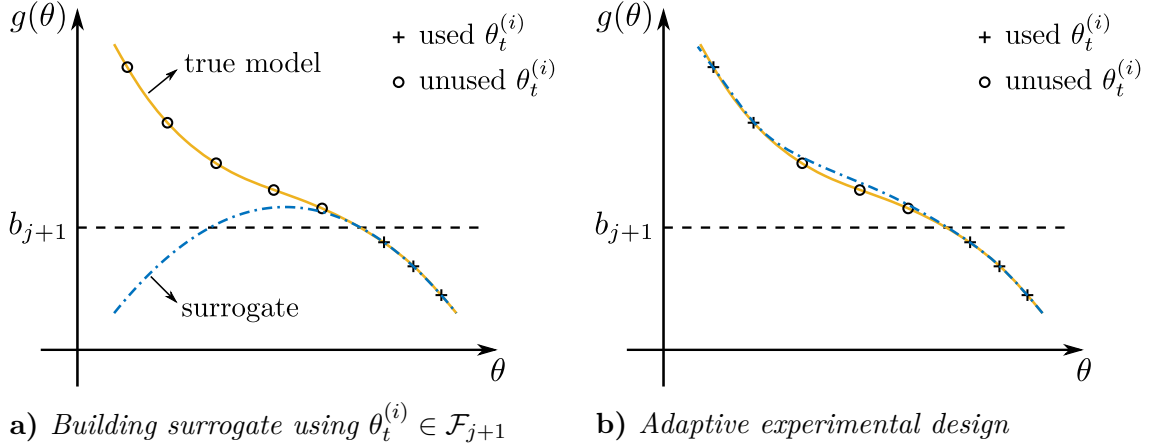 g(θ)
+ used θ_t^{(i)}
○ unused θ_t^{(i)}
true model
b_{j+1}
surrogate
θ
a) Building surrogate using θ_t^{(i)} ∈ F_{j+1}
g(θ)
+ used θ_t^{(i)}
○ unused θ_t^{(i)}
b_{j+1}
θ
b) Adaptive experimental design